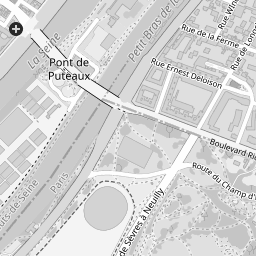 La Seine
Petit-Bras de la
Rue de la Ferme
Rue Ernest Deloison
Pont de
Puteaux
Paris
de Sèvres à Neuilly
Boulevard
Route du Champ d'